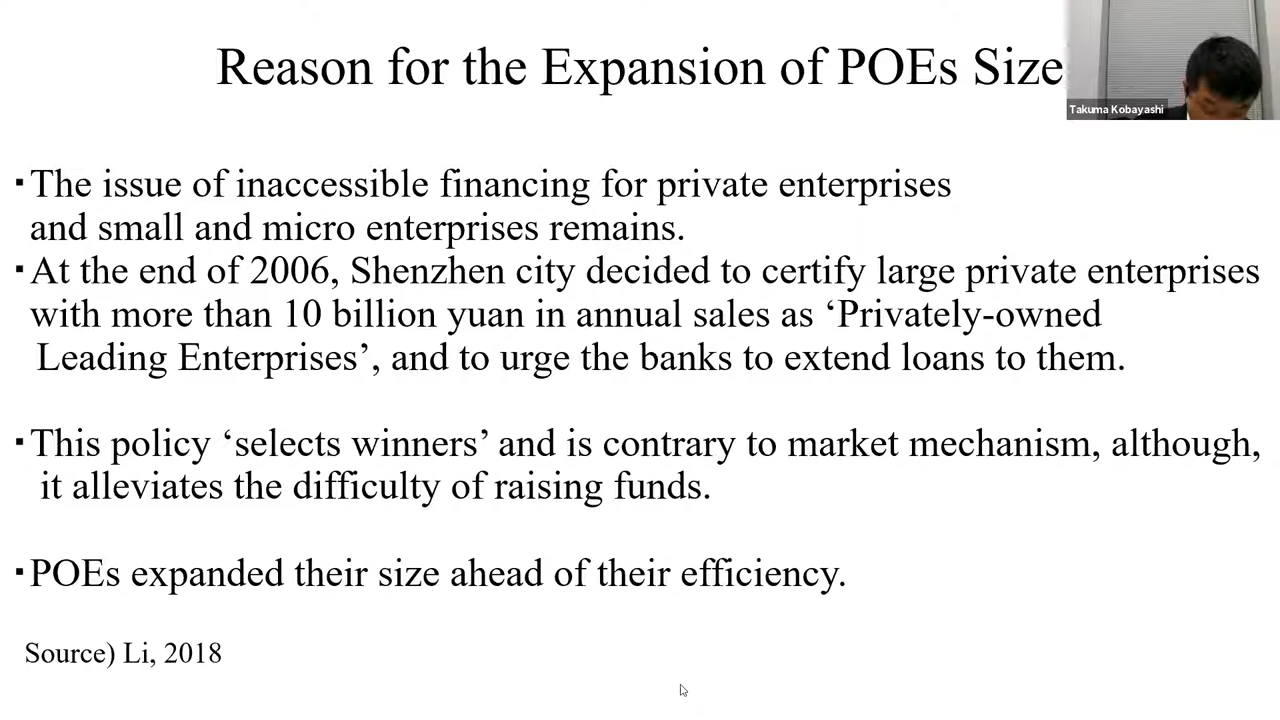 Reason for the Expansion of POEs Size
Takuma Kobayashi
▪The issue of inaccessible financing for private enterprises
and small and micro enterprises remains.
▪At the end of 2006, Shenzhen city decided to certify large private enterprises
with more than 10 billion yuan in annual sales as ‘Privately-owned
Leading Enterprises’, and to urge the banks to extend loans to them.
▪This policy ‘selects winners’ and is contrary to market mechanism, although,
it alleviates the difficulty of raising funds.
▪POEs expanded their size ahead of their efficiency.
Source) Li, 2018